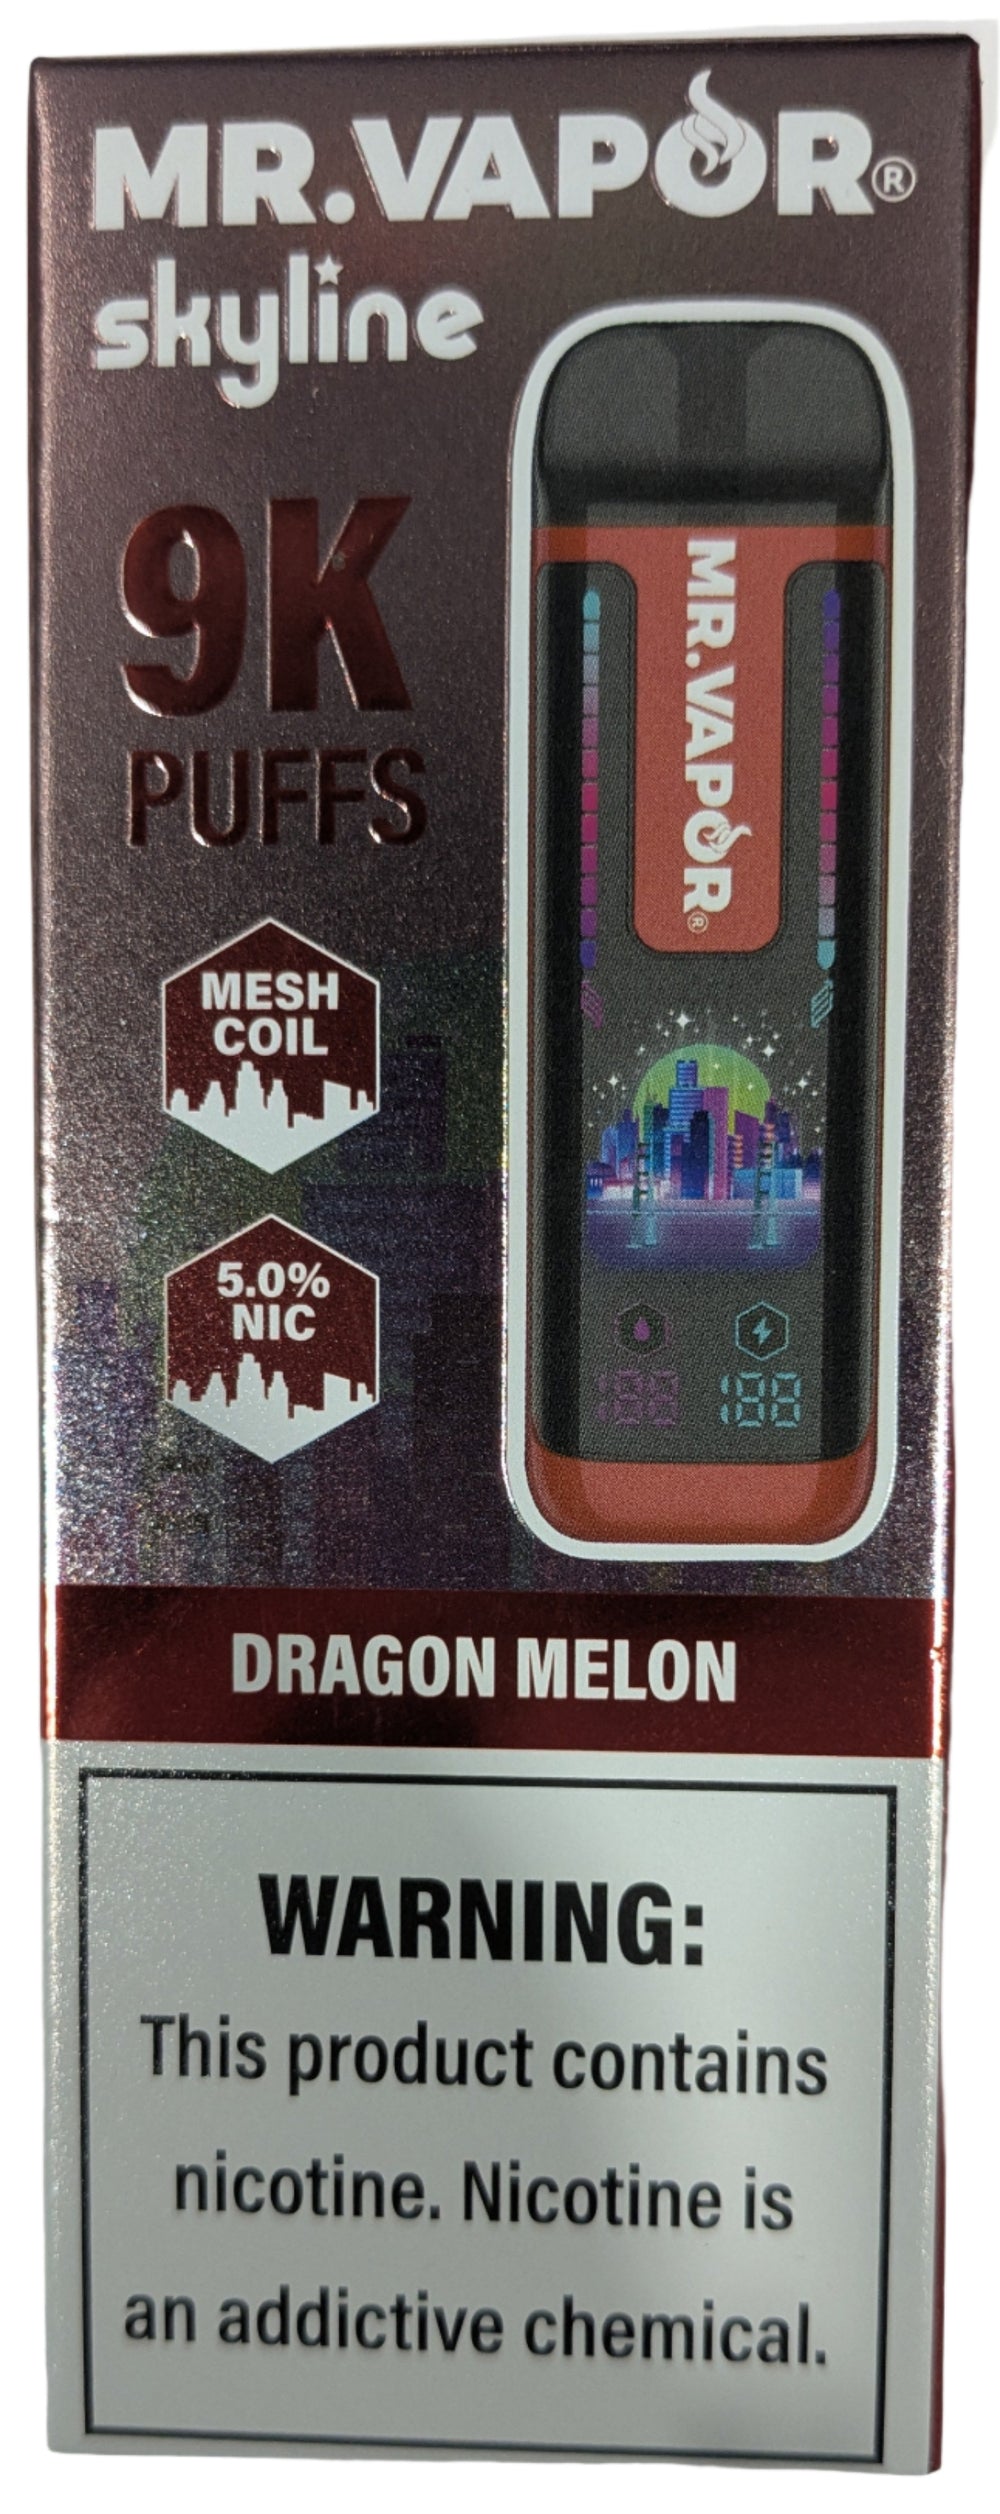 MR.VAPOR®
skyline
9K
PUFFS
MESH
COIL
5.0%
NIC
MR.VAPOR®
188
188
DRAGON MELON
WARNING:
This product contains
nicotine. Nicotine is
an addictive chemical.